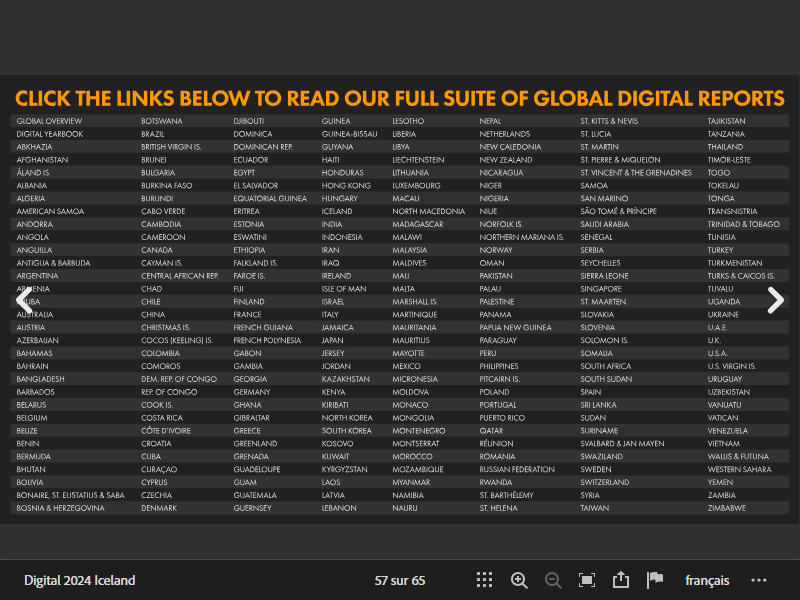 CLICK THE LINKS BELOW TO READ OUR FULL SUITE OF GLOBAL DIGITAL REPORTS
GLOBAL OVERVIEW BOTSWANA DJIBOUTI GUINEA LESOTHO NEPAL ST. KITTS & NEVIS TAJIKISTAN
DIGITAL YEARBOOK BRAZIL DOMINICA GUINEA-BISSAU LIBERIA NETHERLANDS ST. LUCIA TANZANIA
ABKHAZIA BRITISH VIRGIN IS. DOMINICAN REP. GUYANA LIBYA NEW CALEDONIA ST. MARTIN THAILAND
AFGHANISTAN BRUNEI ECUADOR HAITI LIECHTENSTEIN NEW ZEALAND ST. PIERRE & MIQUELON TIMOR-LESTE
ÅLAND IS. BULGARIA EGYPT HONDURAS LITHUANIA NICARAGUA ST. VINCENT & THE GRENADINES TOGO
ALBANIA BURKINA FASO EL SALVADOR HONG KONG LUXEMBOURG NIGER SAMOA TOKELAU
ALGERIA BURUNDI EQUATORIAL GUINEA HUNGARY MACAU NIGERIA SAN MARINO TONGA
AMERICAN SAMOA CABO VERDE ERITREA ICELAND NORTH MACEDONIA NIUE SÃO TOMÉ & PRÍNCIPE TRANSNISTRIA
ANDORRA CAMBODIA ESTONIA INDIA MADAGASCAR NORFOLK IS. SAUDI ARABIA TRINIDAD & TOBAGO
ANGOLA CAMEROON ESWATINI INDONESIA MALAWI NORTHERN MARIANA IS. SENEGAL TUNISIA
ANGUILLA CANADA ETHIOPIA IRAN MALAYSIA NORWAY SERBIA TURKEY
ANTIGUA & BARBUDA CAYMAN IS. FALKLAND IS. IRAQ MALDIVES OMAN SEYCHELLES TURKMENISTAN
ARGENTINA CENTRAL AFRICAN REP. FAROE IS. IRELAND MALI PAKISTAN SIERRA LEONE TURKS & CAICOS IS.
ARMENIA CHAD FIJI ISLE OF MAN MALTA PALAU SINGAPORE TUVALU
ARUBA CHILE FINLAND ISRAEL MARSHALL IS. PALESTINE ST. MAARTEN UGANDA
AUSTRALIA CHINA FRANCE ITALY MARTINIQUE PANAMA SLOVAKIA UKRAINE
AUSTRIA CHRISTMAS IS. FRENCH GUIANA JAMAICA MAURITANIA PAPUA NEW GUINEA SLOVENIA U.A.E.
AZERBAIJAN COCOS (KEELING) IS. FRENCH POLYNESIA JAPAN MAURITIUS PARAGUAY SOLOMON IS. U.K.
BAHAMAS COLOMBIA GABON JERSEY MAYOTTE PERU SOMALIA U.S.A.
BAHRAIN COMOROS GAMBIA JORDAN MEXICO PHILIPPINES SOUTH AFRICA U.S. VIRGIN IS.
BANGLADESH DEM. REP. OF CONGO GEORGIA KAZAKHSTAN MICRONESIA PITCAIRN IS. SOUTH SUDAN URUGUAY
BARBADOS REP. OF CONGO GERMANY KENYA MOLDOVA POLAND SPAIN UZBEKISTAN
BELARUS COOK IS. GHANA KIRIBATI MONACO PORTUGAL SRI LANKA VANUATU
BELGIUM COSTA RICA GIBRALTAR NORTH KOREA MONGOLIA PUERTO RICO SUDAN VATICAN
BELIZE CÔTE D'IVOIRE GREECE SOUTH KOREA MONTENEGRO QATAR SURINAME VENEZUELA
BENIN CROATIA GREENLAND KOSOVO MONTSERRAT RÉUNION SVALBARD & JAN MAYEN VIETNAM
BERMUDA CUBA GRENADA KUWAIT MOROCCO ROMANIA SWAZILAND WALLIS & FUTUNA
BHUTAN CURAÇAO GUADELOUPE KYRGYZSTAN MOZAMBIQUE RUSSIAN FEDERATION SWEDEN WESTERN SAHARA
BOLIVIA CYPRUS GUAM LAOS MYANMAR RWANDA SWITZERLAND YEMEN
BONAIRE, ST. EUSTATIUS & SABA CZECHIA GUATEMALA LATVIA NAMIBIA ST. BARTHÉLEMY SYRIA ZAMBIA
BOSNIA & HERZEGOVINA DENMARK GUERNSEY LEBANON NAURU ST. HELENA TAIWAN ZIMBABWE
Digital 2024 Iceland 57 sur 65 français